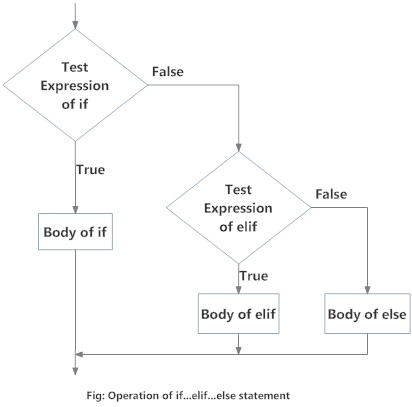 Test
Expression
of if
False
True
Test
Expression
of elif
False
Body of if
True
Body of elif
Body of else
Fig: Operation of if...elif...else statement